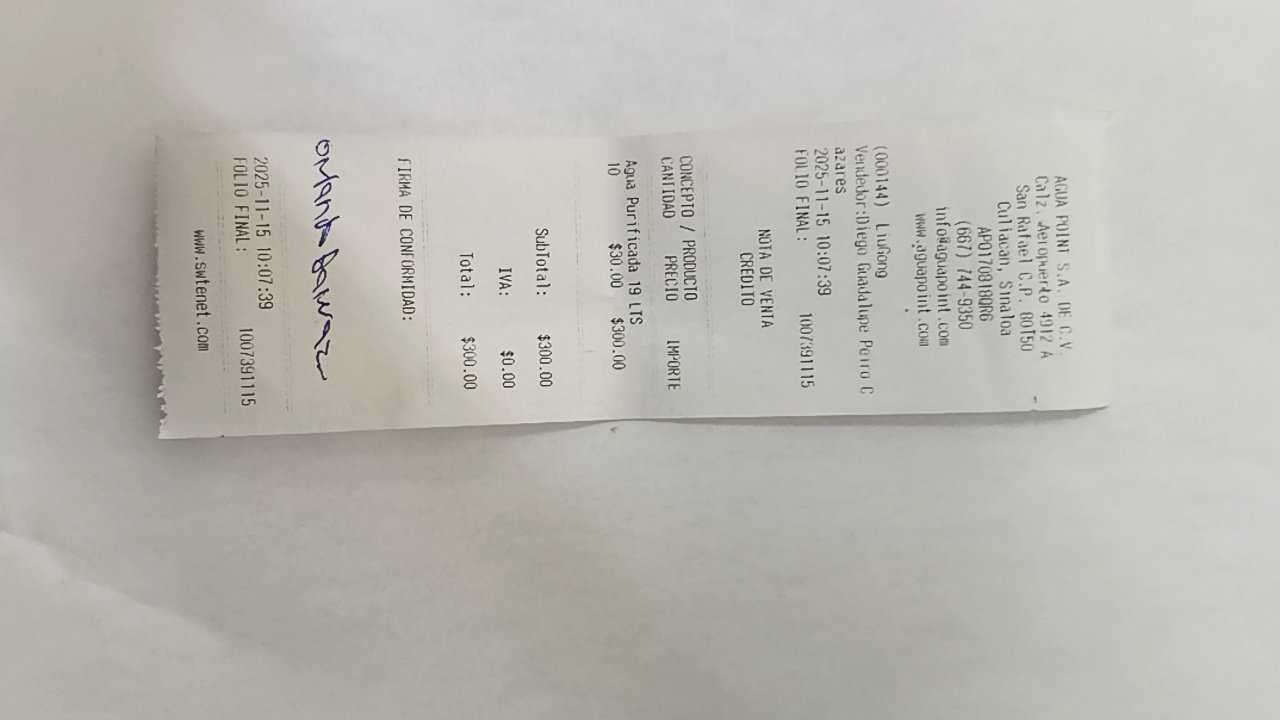 AGUA POINT S.A. DE C.V.
Calz. Aeropuerto 4912 A
San Rafael C.P. 80150
Culiacan, Sinaloa
APO170818QR6
(667) 744-9350
info@aguapoint.com
www.aguapoint.com
(000144) LiuGong
Vendedor:Diego Guadalupe Peiro C
azares
2025-11-15 10:07:39
FOLIO FINAL: 1007391115
NOTA DE VENTA
CREDITO
CONCEPTO / PRODUCTO
CANTIDAD PRECIO IMPORTE
Agua Purificada 19 LTS
10 $30.00 $300.00
SubTotal: $300.00
IVA: $0.00
Total: $300.00
FIRMA DE CONFORMIDAD:
2025-11-15 10:07:39
FOLIO FINAL: 1007391115
www.swtenet.com